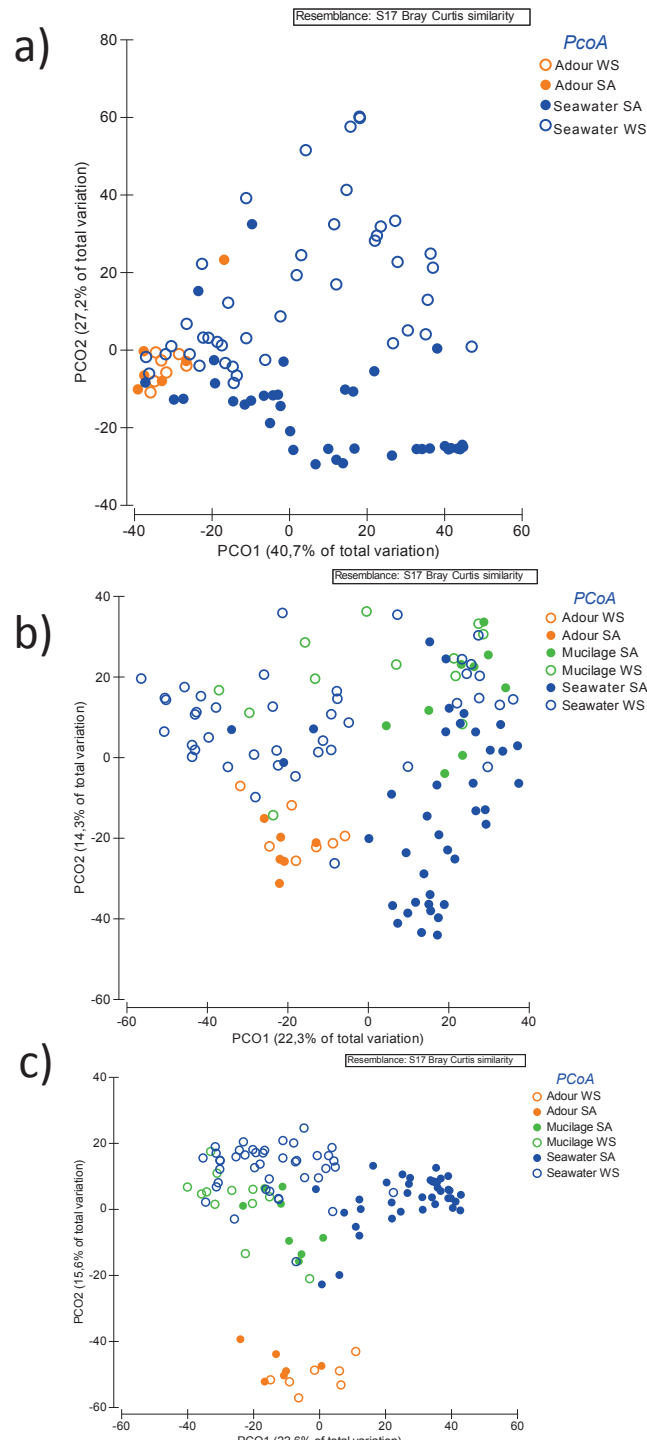 a)
Resemblance: S17 Bray Curtis similarity
PcoA
Adour WS
Adour SA
Seawater SA
Seawater WS
PCO2 (27,2% of total variation)
80
60
40
20
0
-20
-40
-40 -20 0 20 40 60
PCO1 (40,7% of total variation)
b)
Resemblance: S17 Bray Curtis similarity
PCoA
Adour WS
Adour SA
Mucilage SA
Mucilage WS
Seawater SA
Seawater WS
PCO2 (14,3% of total variation)
40
20
0
-20
-40
-60
-60 -40 -20 0 20 40
PCO1 (22,3% of total variation)
c)
Resemblance: S17 Bray Curtis similarity
PCoA
Adour WS
Adour SA
Mucilage SA
Mucilage WS
Seawater SA
Seawater WS
PCO2 (15,6% of total variation)
40
20
0
-20
-40
-60
-60 -40 -20 0 20 40 60
PCO1 (22,6% of total variation)